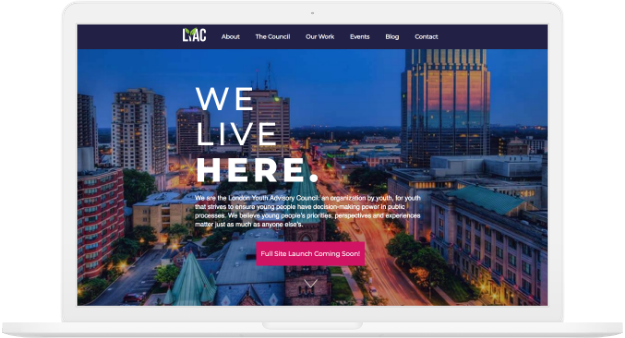 LYAC
About The Council Our Work Events Blog Contact
WE
LIVE
HERE.
We are the London Youth Advisory Council: an organization by youth, for youth
that strives to ensure young people have decision-making power in public
processes. We believe young people's priorities, perspectives and experiences
matter just as much as anyone else's.
Full Site Launch Coming Soon!